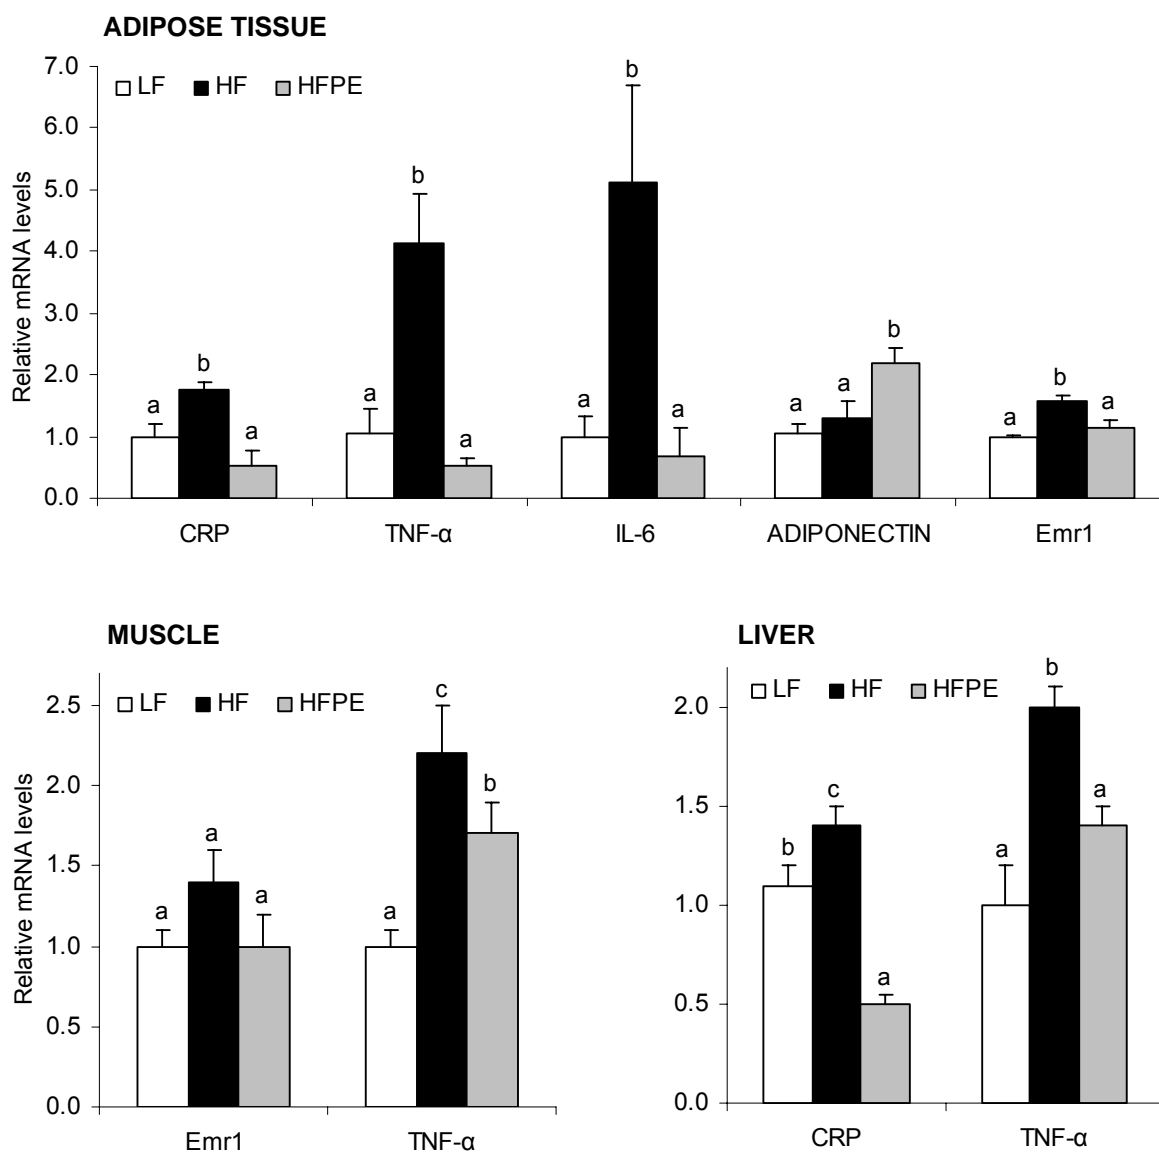 ADIPOSE TISSUE
LF HF HFPE
Relative mRNA levels
7.0
6.0
5.0
4.0
3.0
2.0
1.0
0.0
a b a
a b a
a b a
a a b
a b a
CRP TNF-α IL-6 ADIPONECTIN Emr1
MUSCLE
LF HF HFPE
Relative mRNA levels
2.5
2.0
1.5
1.0
0.5
0.0
a a a
a c b
Emr1 TNF-α
LIVER
LF HF HFPE
2.0
1.5
1.0
0.5
0.0
b c a
a b a
CRP TNF-α